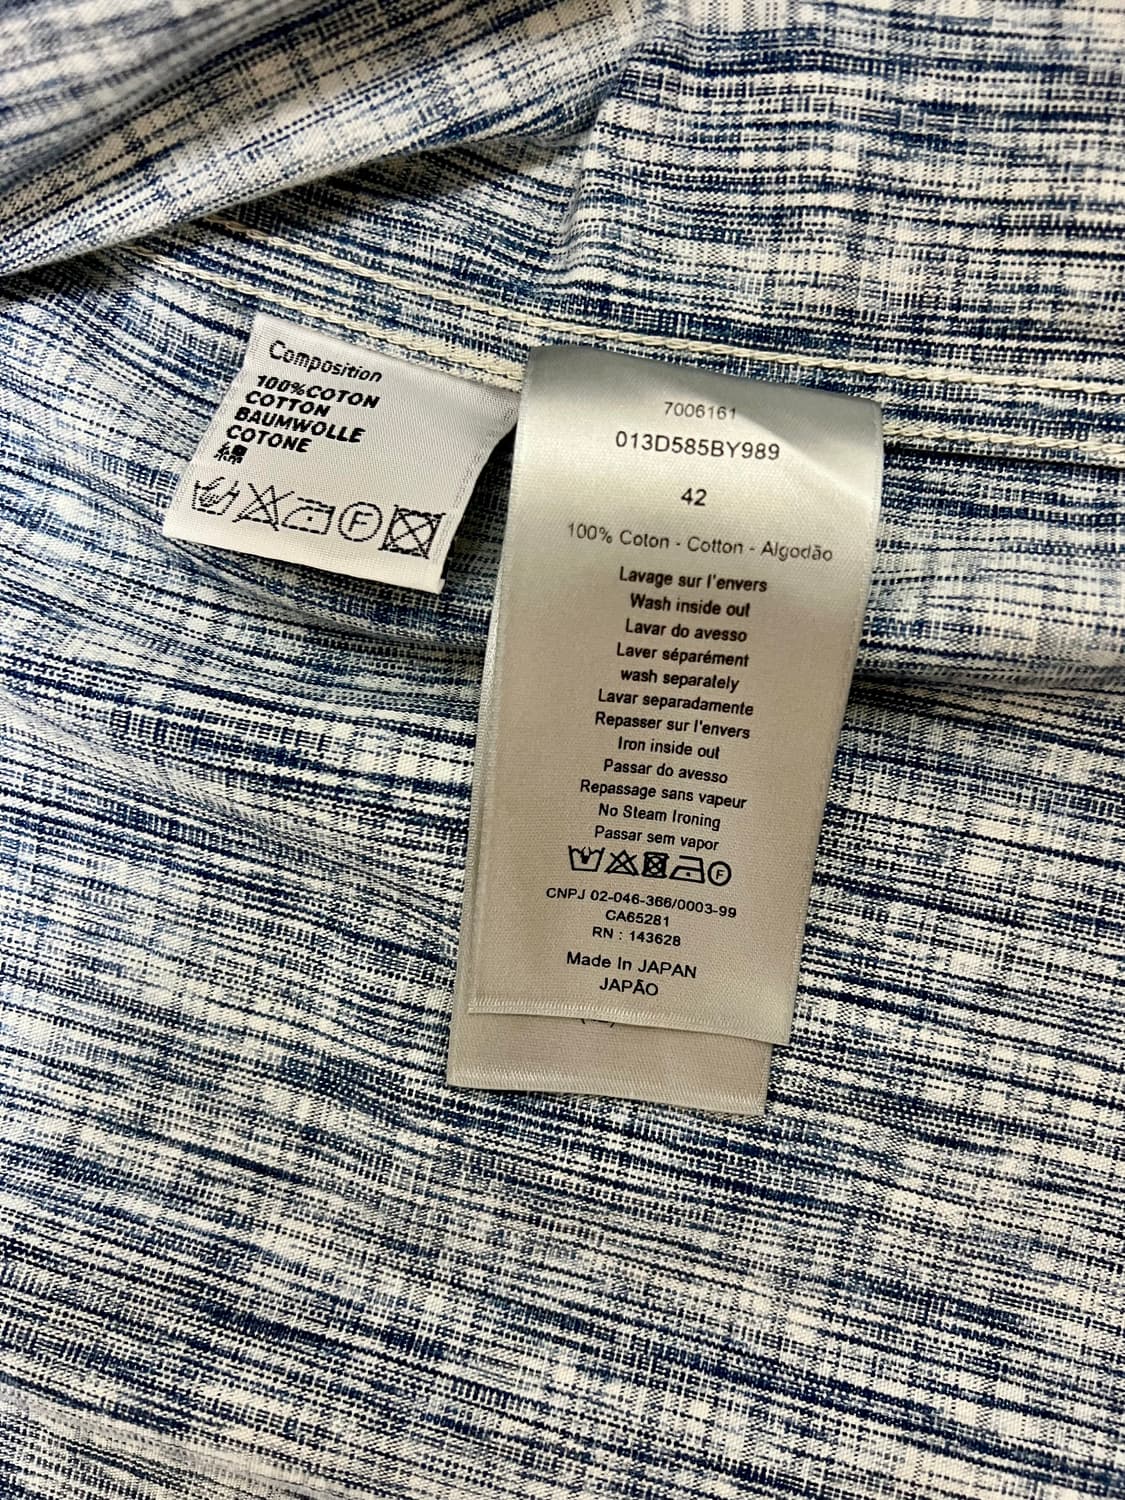 Composition
100%COTON
COTTON
BAUMWOLLE
COTONE
綿
F
7006161
013D585BY989
42
100% Coton - Cotton - Algodão
Lavage sur l'envers
Wash inside out
Lavar do avesso
Laver séparément
wash separately
Lavar separadamente
Repasser sur l'envers
Iron inside out
Passar do avesso
Repassage sans vapeur
No Steam Ironing
Passar sem vapor
F
CNPJ 02-046-366/0003-99
CA65281
RN : 143628
Made In JAPAN
JAPÃO